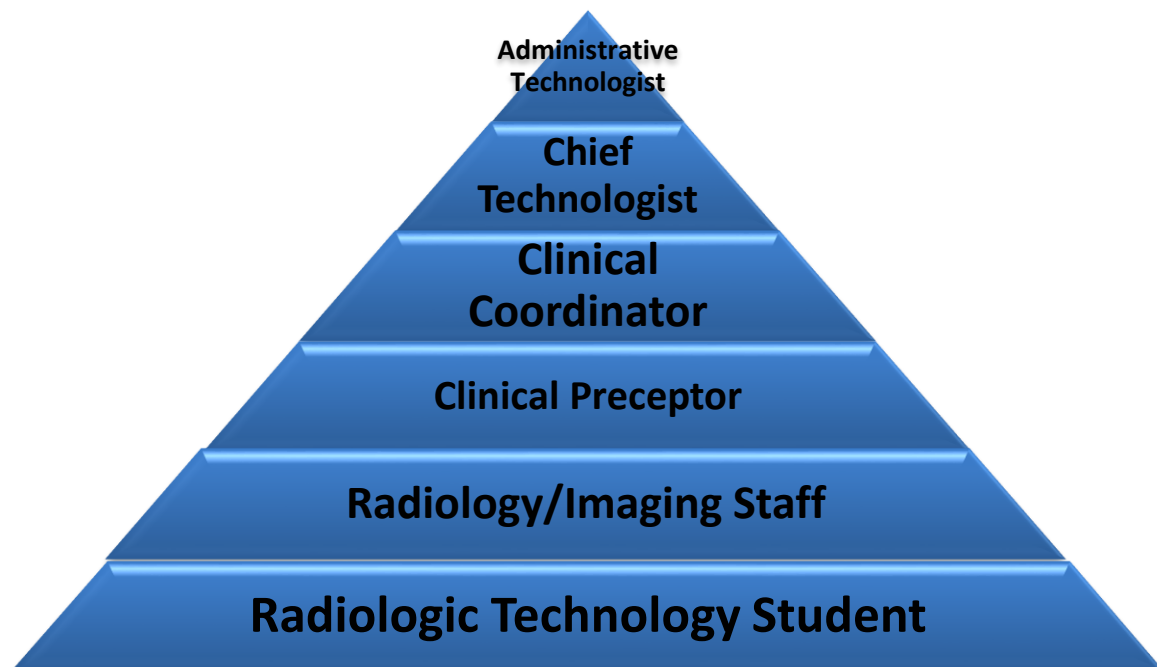 Administrative
Technologist
Chief
Technologist
Clinical
Coordinator
Clinical Preceptor
Radiology/Imaging Staff
Radiologic Technology Student